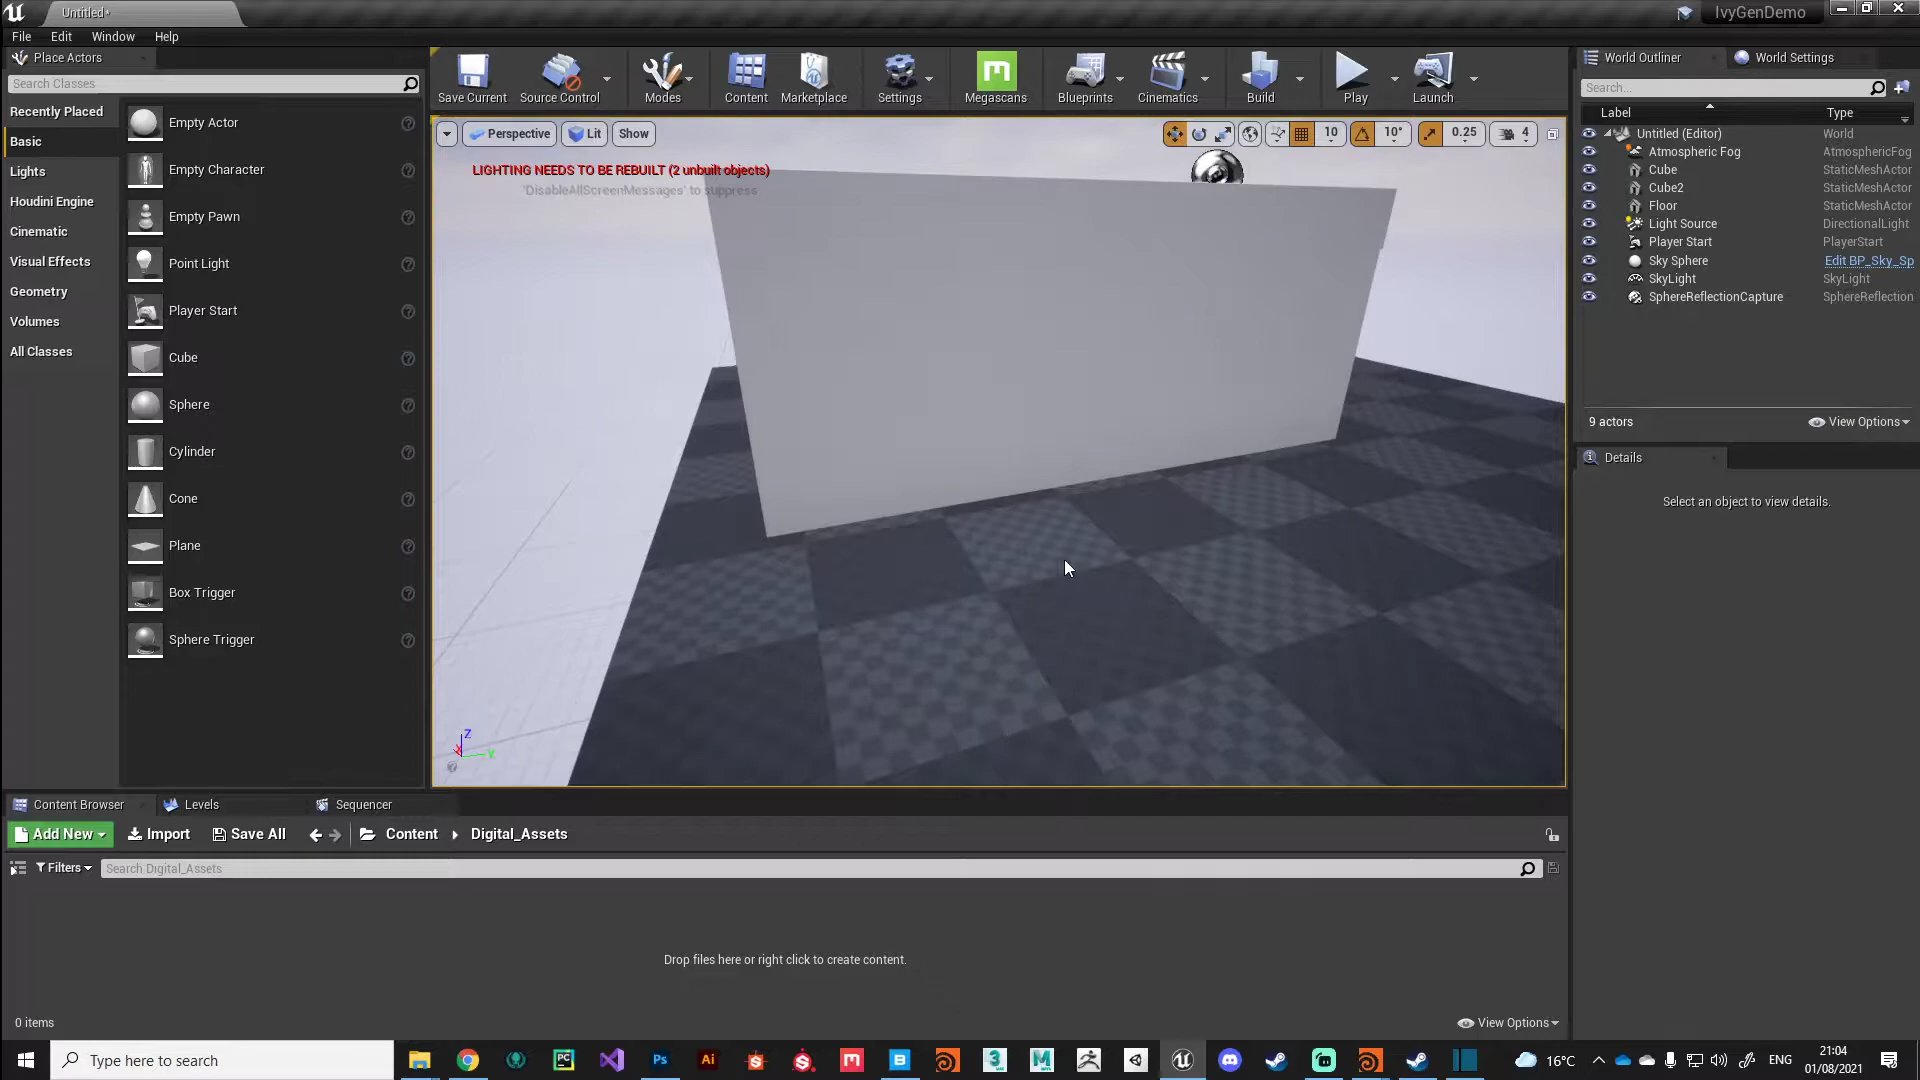 Untitled*
IvyGenDemo
File Edit Window Help
Place Actors
Search Classes
Recently Placed
Basic
Lights
Houdini Engine
Cinematic
Visual Effects
Geometry
Volumes
All Classes
Empty Actor
Empty Character
Empty Pawn
Point Light
Player Start
Cube
Sphere
Cylinder
Cone
Plane
Box Trigger
Sphere Trigger
Save Current Source Control Modes Content Marketplace Settings Megascans Blueprints Cinematics Build Play Launch
Perspective Lit Show 10 10° 0.25 4
LIGHTING NEEDS TO BE REBUILT (2 unbuilt objects)
'DisableAllScreenMessages' to suppress
Z
X Y
World Outliner World Settings
Search...
Label Type
Untitled (Editor) World
Atmospheric Fog AtmosphericFog
Cube StaticMeshActor
Cube2 StaticMeshActor
Floor StaticMeshActor
Light Source DirectionalLight
Player Start PlayerStart
Sky Sphere Edit BP_Sky_Sp
SkyLight SkyLight
SphereReflectionCapture SphereReflection
9 actors View Options
Details
Select an object to view details.
Content Browser Levels Sequencer
Add New Import Save All Content Digital_Assets
Filters Search Digital_Assets
Drop files here or right click to create content.
0 items View Options
Type here to search
PC
Ps
Ai
3
M
16°C
ENG
21:04
01/08/2021